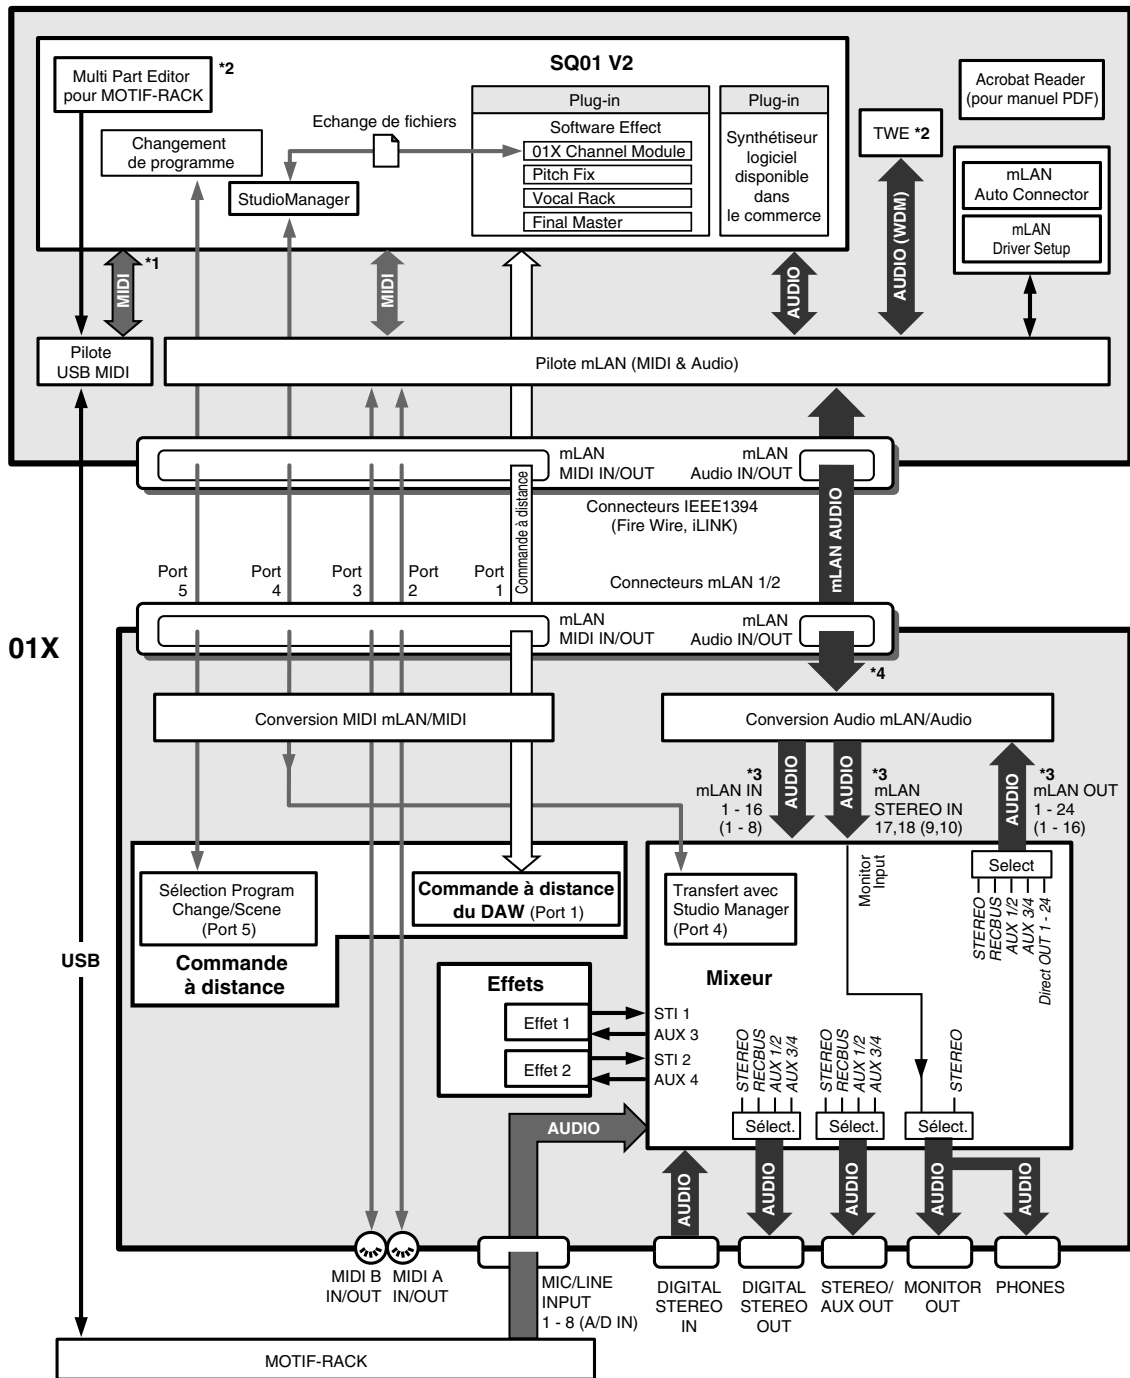 SQ01 V2
Multi Part Editor
pour MOTIF-RACK
*2
Changement
de programme
Echange de fichiers
StudioManager
Plug-in
Software Effect
01X Channel Module
Pitch Fix
Vocal Rack
Final Master
Plug-in
Synthétiseur
logiciel
disponible
dans
le commerce
TWE *2
Acrobat Reader
(pour manuel PDF)
mLAN
Auto Connector
mLAN
Driver Setup
MIDI
*1
MIDI
AUDIO
AUDIO (WDM)
Pilote
USB MIDI
Pilote mLAN (MIDI & Audio)
mLAN
MIDI IN/OUT
mLAN
Audio IN/OUT
Commande à distance
mLAN AUDIO
Connecteurs IEEE1394
(Fire Wire, iLINK)
Port
5
Port
4
Port
3
Port
2
Port
1
Connecteurs mLAN 1/2
mLAN
MIDI IN/OUT
mLAN
Audio IN/OUT
01X
*4
Conversion MIDI mLAN/MIDI
Conversion Audio mLAN/Audio
*3
mLAN IN
1 - 16
(1 - 8)
AUDIO
AUDIO
*3
mLAN
STEREO IN
17,18 (9,10)
AUDIO
*3
mLAN OUT
1 - 24
(1 - 16)
Sélection Program
Change/Scene
(Port 5)
Commande à distance
du DAW (Port 1)
Commande
à distance
Transfert avec
Studio Manager
(Port 4)
Monitor
Input
Select
STEREO
RECBUS
AUX 1/2
AUX 3/4
Direct OUT 1 - 24
Mixeur
USB
Effets
Effet 1
Effet 2
STI 1
AUX 3
STI 2
AUX 4
STEREO
RECBUS
AUX 1/2
AUX 3/4
STEREO
RECBUS
AUX 1/2
AUX 3/4
STEREO
Sélect.
Sélect.
Sélect.
AUDIO
AUDIO
AUDIO
AUDIO
AUDIO
AUDIO
MIDI B
IN/OUT
MIDI A
IN/OUT
MIC/LINE
INPUT
1 - 8 (A/D IN)
DIGITAL
STEREO
IN
DIGITAL
STEREO
OUT
STEREO/
AUX OUT
MONITOR
OUT
PHONES
MOTIF-RACK